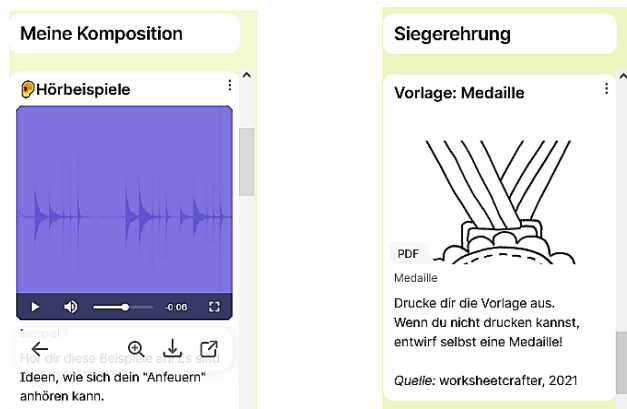 Meine Komposition
Hörbeispiele
-0:06
Beispiel 1
Hör dir diese Beispiele an! Es sind
Ideen, wie sich dein "Anfeuern"
anhören kann.
Siegerehrung
Vorlage: Medaille
PDF
Medaille
Drucke dir die Vorlage aus.
Wenn du nicht drucken kannst,
entwirf selbst eine Medaille!
Quelle: worksheetcrafter, 2021